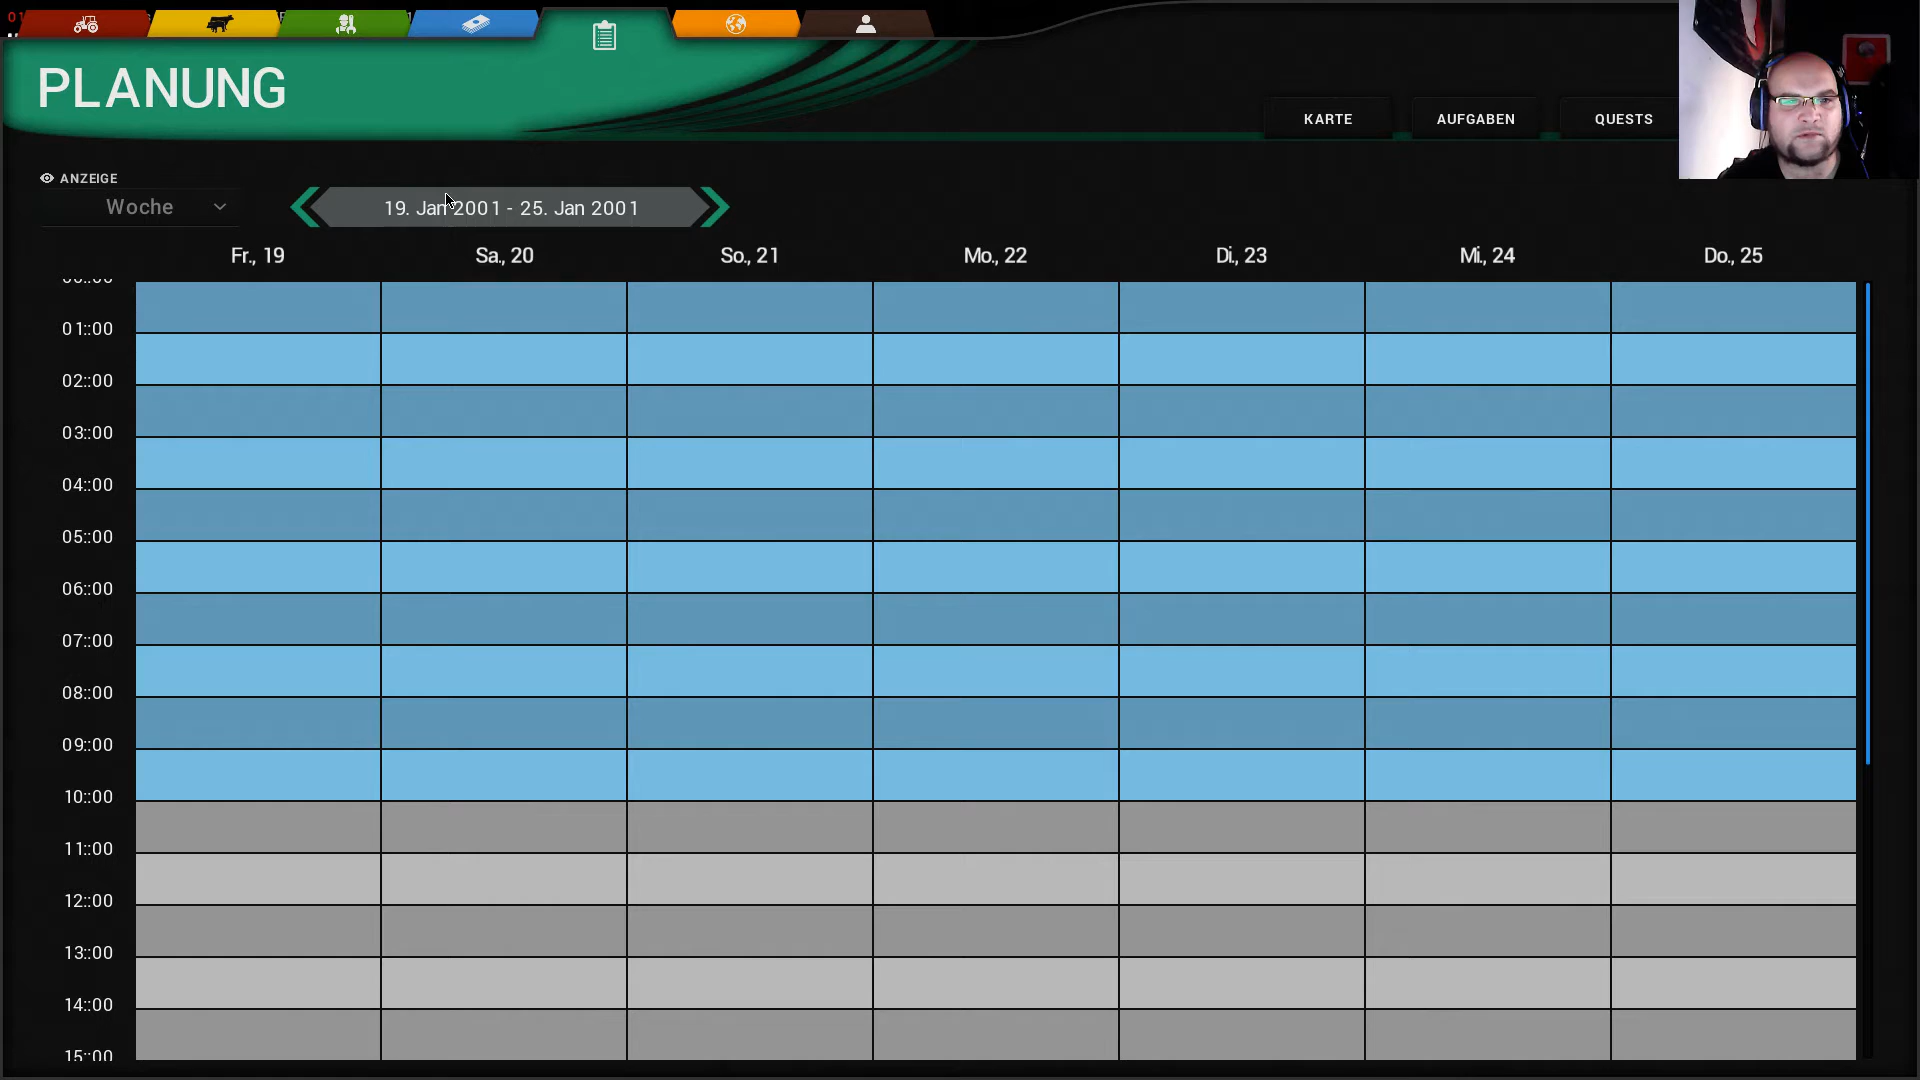 PLANUNG
KARTE
AUFGABEN
QUESTS
ANZEIGE
Woche
19. Jan 2001 - 25. Jan 2001
Fr., 19
Sa., 20
So., 21
Mo., 22
Di., 23
Mi., 24
Do., 25
01::00
02::00
03::00
04::00
05::00
06::00
07::00
08::00
09::00
10::00
11::00
12::00
13::00
14::00
15::00